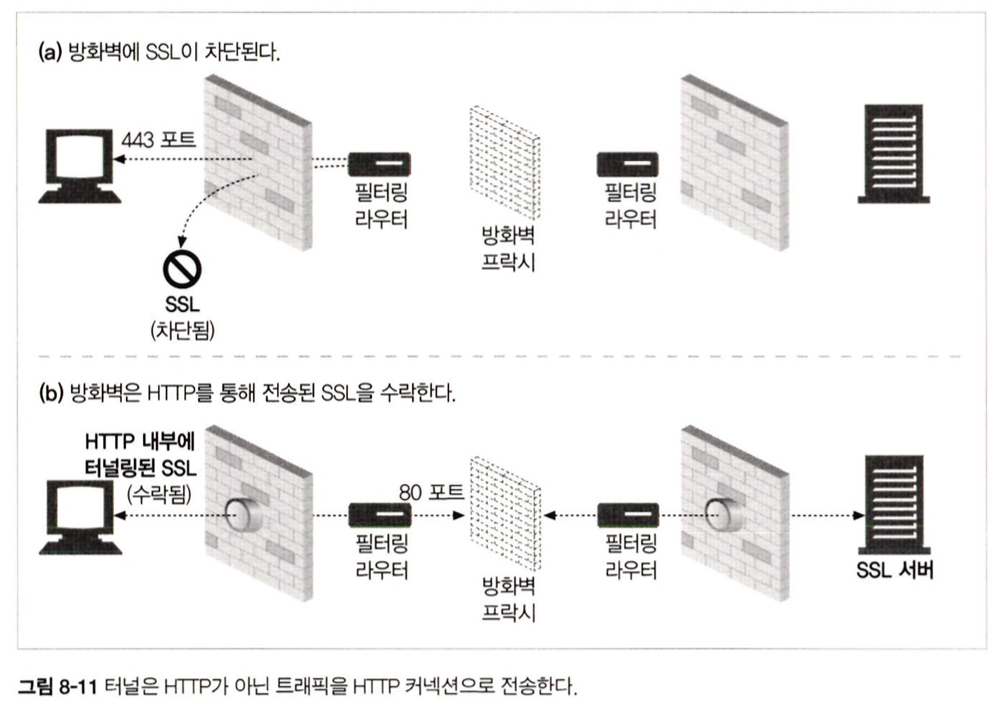 (a) 방화벽에 SSL이 차단된다.
443 포트
필터링
라우터
방화벽
프락시
필터링
라우터
SSL
(차단됨)
(b) 방화벽은 HTTP를 통해 전송된 SSL을 수락한다.
HTTP 내부에
터널링된 SSL
(수락됨)
80 포트
필터링
라우터
방화벽
프락시
필터링
라우터
SSL 서버
그림 8-11 터널은 HTTP가 아닌 트래픽을 HTTP 커넥션으로 전송한다.